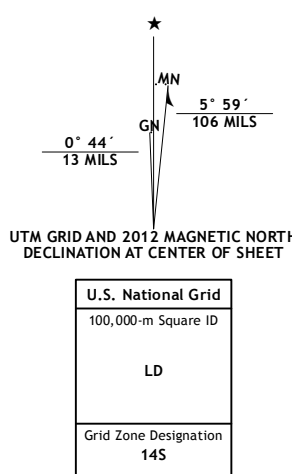 ★
MN
GN
5° 59´
106 MILS
0° 44´
13 MILS
UTM GRID AND 2012 MAGNETIC NORTH
DECLINATION AT CENTER OF SHEET
U.S. National Grid
100,000-m Square ID
LD
Grid Zone Designation
14S